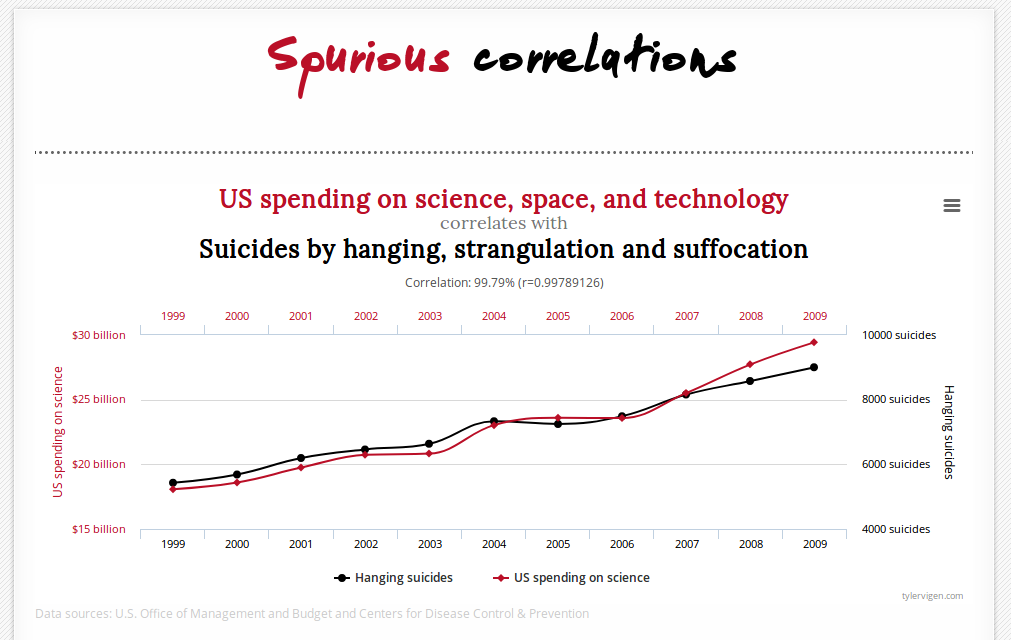 Spurious correlations
US spending on science, space, and technology
correlates with
Suicides by hanging, strangulation and suffocation
Correlation: 99.79% (r=0.99789126)
1999 2000 2001 2002 2003 2004 2005 2006 2007 2008 2009
$30 billion 10000 suicides
$25 billion 8000 suicides
$20 billion 6000 suicides
$15 billion 4000 suicides
US spending on science
Hanging suicides
1999 2000 2001 2002 2003 2004 2005 2006 2007 2008 2009
Hanging suicides US spending on science
tylervigen.com
Data sources: U.S. Office of Management and Budget and Centers for Disease Control & Prevention